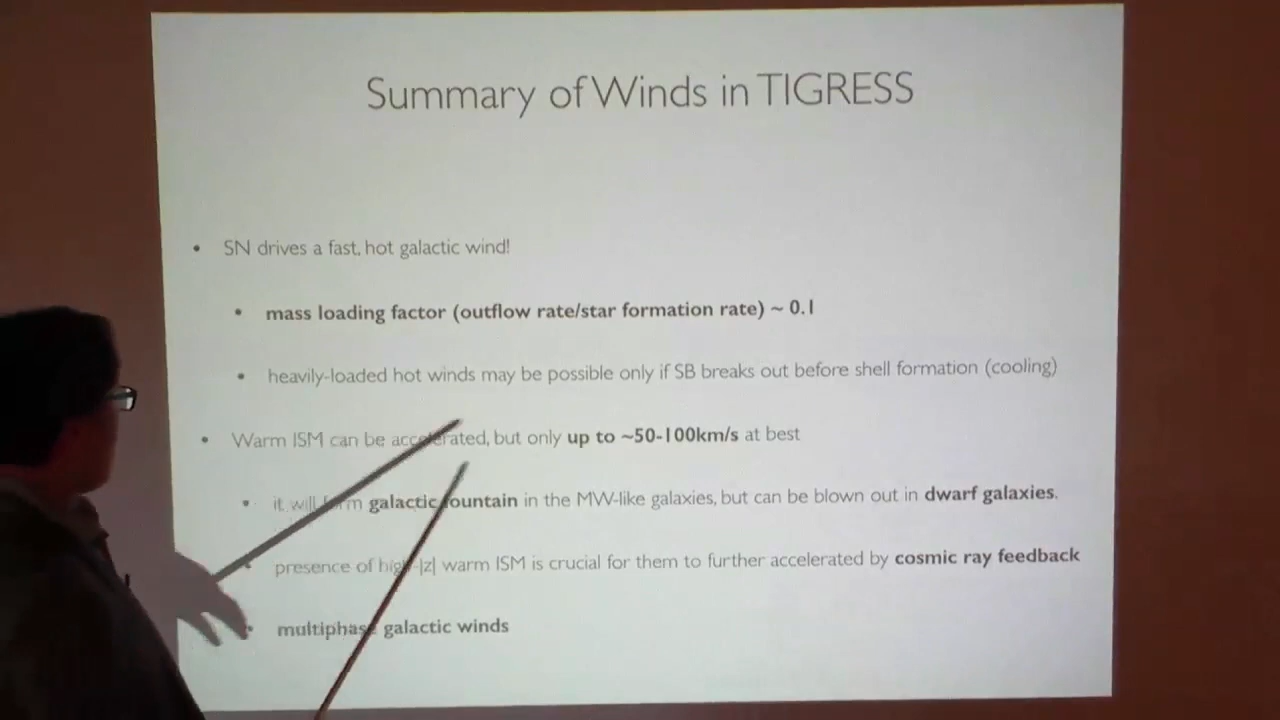 Summary of Winds in TIGRESS
• SN drives a fast, hot galactic wind!
• mass loading factor (outflow rate/star formation rate) ~ 0.1
• heavily-loaded hot winds may be possible only if SB breaks out before shell formation (cooling)
• Warm ISM can be accelerated, but only up to ~50-100km/s at best
• it will form galactic fountain in the MW-like galaxies, but can be blown out in dwarf galaxies.
• presence of high-|z| warm ISM is crucial for them to further accelerated by cosmic ray feedback
• multiphase galactic winds